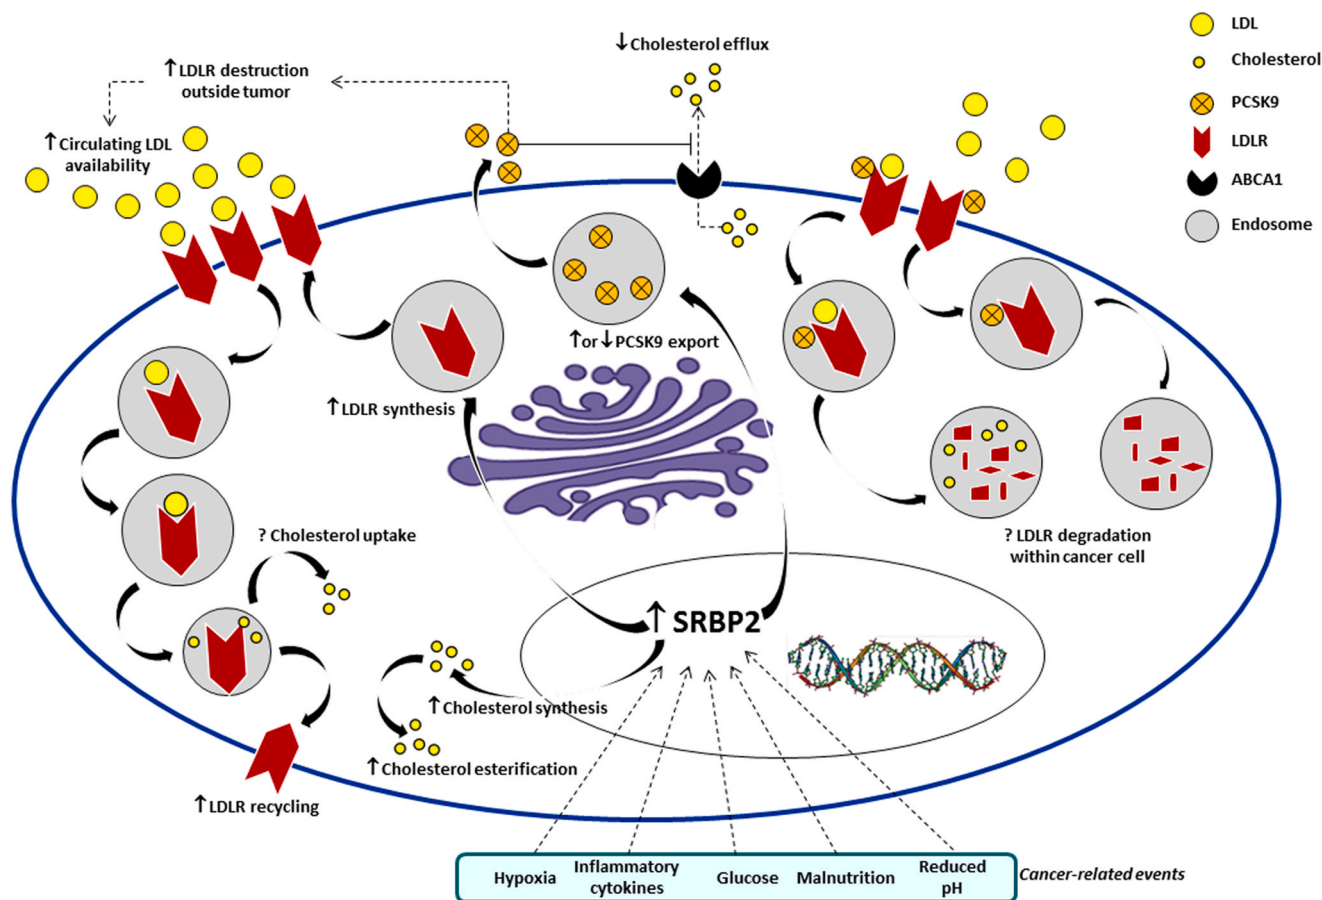 ↓Cholesterol efflux
↑LDLR destruction
outside tumor
↑Circulating LDL
availability
LDL
Cholesterol
PCSK9
LDLR
ABCA1
Endosome
↑or↓PCSK9 export
↑LDLR synthesis
? Cholesterol uptake
? LDLR degradation
within cancer cell
↑SRBP2
↑Cholesterol synthesis
↑Cholesterol esterification
↑LDLR recycling
Hypoxia
Inflammatory
cytokines
Glucose
Malnutrition
Reduced
pH
Cancer-related events